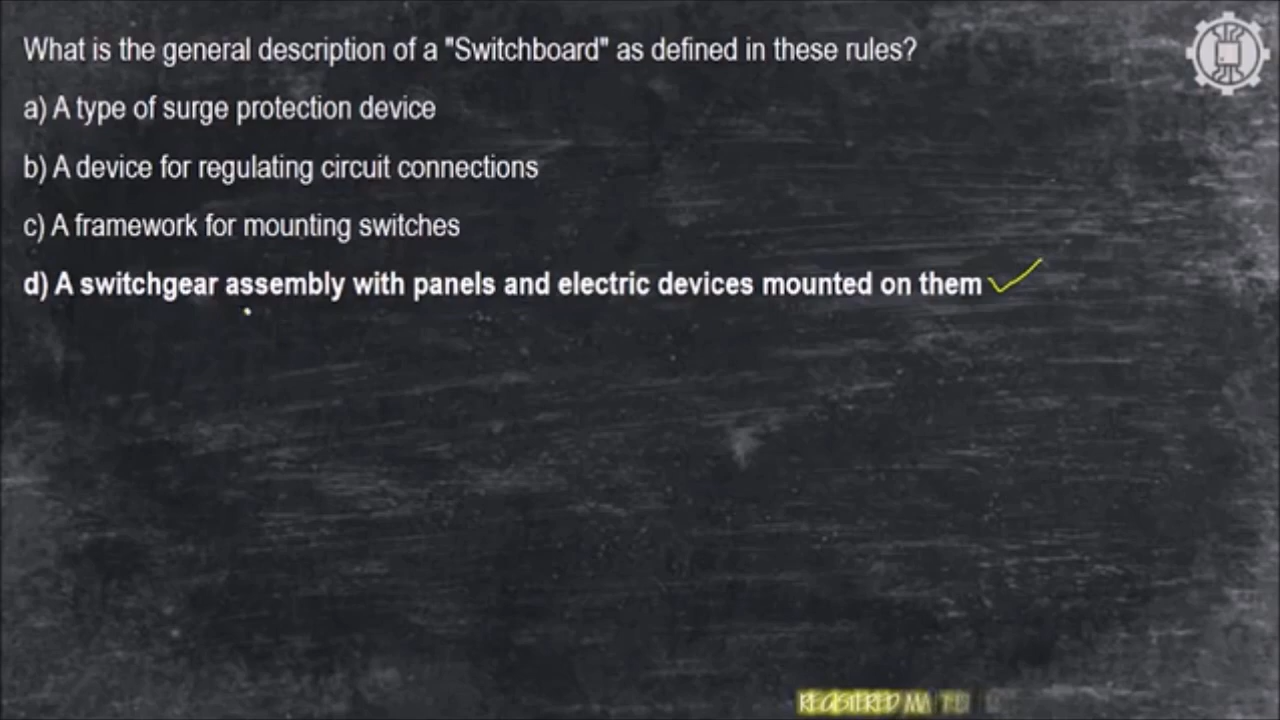 What is the general description of a "Switchboard" as defined in these rules?
a) A type of surge protection device
b) A device for regulating circuit connections
c) A framework for mounting switches
d) A switchgear assembly with panels and electric devices mounted on them
REGISTERED